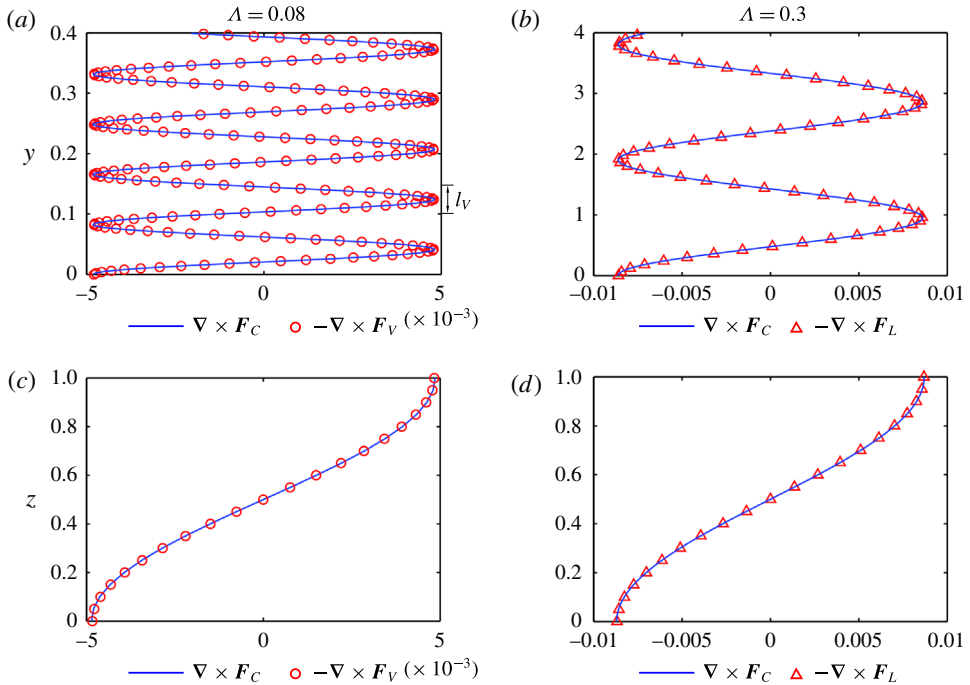 (a) Λ = 0.08 (b) Λ = 0.3
0.4 4
0.3 3
y 0.2 2
l_V
0.1 1
0 0
−5 0 5 −0.01 −0.005 0 0.005 0.01
∇ × F_C −∇ × F_V (× 10⁻³) ∇ × F_C −∇ × F_L
(c) (d)
1.0 1.0
0.8 0.8
0.6 0.6
z
0.4 0.4
0.2 0.2
0 0
−5 0 5 −0.01 −0.005 0 0.005 0.01
∇ × F_C −∇ × F_V (× 10⁻³) ∇ × F_C −∇ × F_L